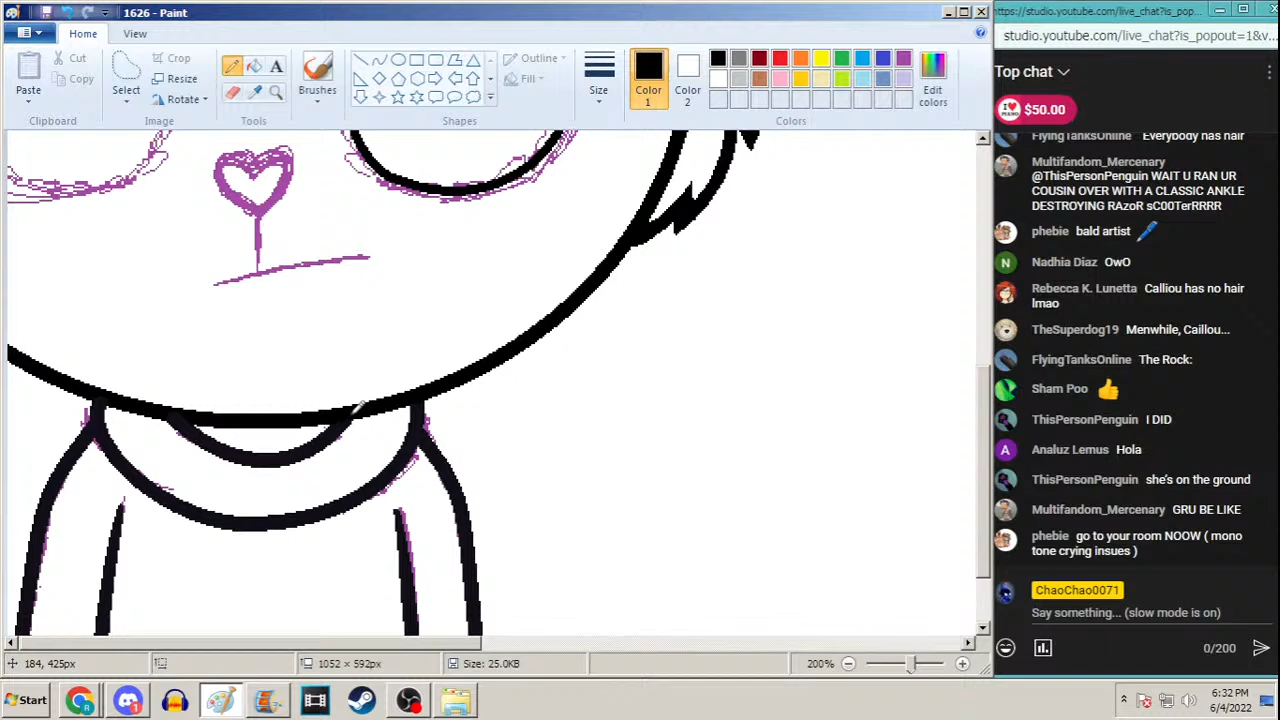 1626 - Paint
https://studio.youtube.com/live_chat?is_pop...
Home
View
studio.youtube.com/live_chat?is_popout=1&v...
Paste
Cut
Copy
Clipboard
Select
Crop
Resize
Rotate
Image
Tools
Brushes
Outline
Fill
Shapes
Size
Color
1
Color
2
Edit
colors
Colors
Top chat
I
PIANO
$50.00
FlyingTanksOnline Everybody has hair
Multifandom_Mercenary
@ThisPersonPenguin WAIT U RAN UR
COUSIN OVER WITH A CLASSIC ANKLE
DESTROYING RAzoR sC00TerRRRR
phebie bald artist
N
Nadhia Diaz OwO
Rebecca K. Lunetta Calliou has no hair
lmao
TheSuperdog19 Menwhile, Caillou...
FlyingTanksOnline The Rock:
Sham Poo 👍
ThisPersonPenguin I DID
A
Analuz Lemus Hola
ThisPersonPenguin she's on the ground
Multifandom_Mercenary GRU BE LIKE
phebie go to your room NOOW ( mono
tone crying insues )
ChaoChao0071
Say something... (slow mode is on)
0/200
184, 425px
1052 × 592px
Size: 25.0KB
200%
Start
6:32 PM
6/4/2022